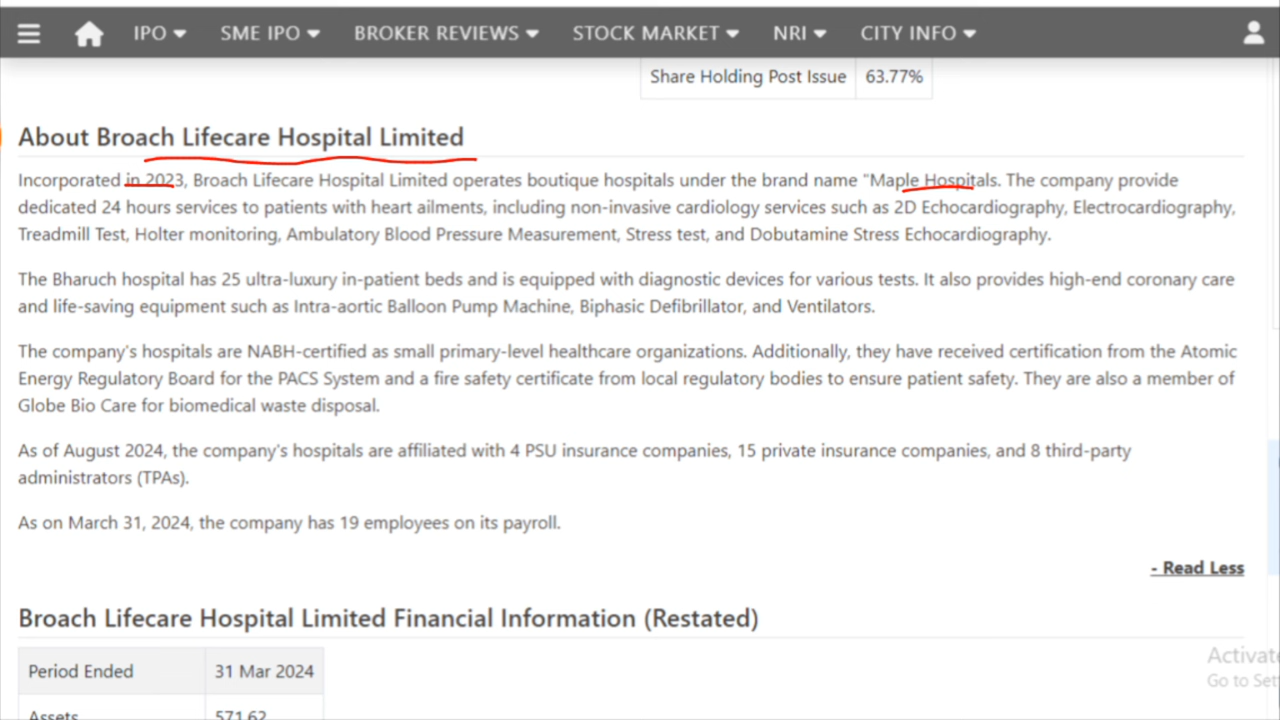 IPO SME IPO BROKER REVIEWS STOCK MARKET NRI CITY INFO
Share Holding Post Issue 63.77%
About Broach Lifecare Hospital Limited
Incorporated in 2023, Broach Lifecare Hospital Limited operates boutique hospitals under the brand name "Maple Hospitals. The company provide
dedicated 24 hours services to patients with heart ailments, including non-invasive cardiology services such as 2D Echocardiography, Electrocardiography,
Treadmill Test, Holter monitoring, Ambulatory Blood Pressure Measurement, Stress test, and Dobutamine Stress Echocardiography.
The Bharuch hospital has 25 ultra-luxury in-patient beds and is equipped with diagnostic devices for various tests. It also provides high-end coronary care
and life-saving equipment such as Intra-aortic Balloon Pump Machine, Biphasic Defibrillator, and Ventilators.
The company's hospitals are NABH-certified as small primary-level healthcare organizations. Additionally, they have received certification from the Atomic
Energy Regulatory Board for the PACS System and a fire safety certificate from local regulatory bodies to ensure patient safety. They are also a member of
Globe Bio Care for biomedical waste disposal.
As of August 2024, the company's hospitals are affiliated with 4 PSU insurance companies, 15 private insurance companies, and 8 third-party
administrators (TPAs).
As on March 31, 2024, the company has 19 employees on its payroll.
- Read Less
Broach Lifecare Hospital Limited Financial Information (Restated)
Period Ended 31 Mar 2024
Assets 571.62
Activate
Go to Set